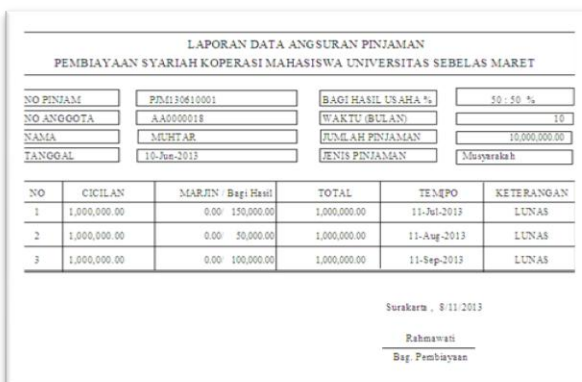 LAPORAN DATA ANGSURAN PINJAMAN
PEMBIAYAAN SYARIAH KOPERASI MAHASISWA UNIVERSITAS SEBELAS MARET
NO PINJAM PJM130610001 BAGI HASIL USAHA % 50 : 50 %
NO ANGGOTA AA0000018 WAKTU (BULAN) 10
NAMA MUHTAR JUMLAH PINJAMAN 10,000,000.00
TANGGAL 10-Jun-2013 JENIS PINJAMAN Musyarakah
NO CICILAN MARJIN / Bagi Hasil TOTAL TEMPO KETERANGAN
1 1,000,000.00 0.00/ 150,000.00 1,000,000.00 11-Jul-2013 LUNAS
2 1,000,000.00 0.00/ 50,000.00 1,000,000.00 11-Aug-2013 LUNAS
3 1,000,000.00 0.00/ 100,000.00 1,000,000.00 11-Sep-2013 LUNAS
Surakarta , 8/11/2013
Rahmawati
Bag. Pembiayaan